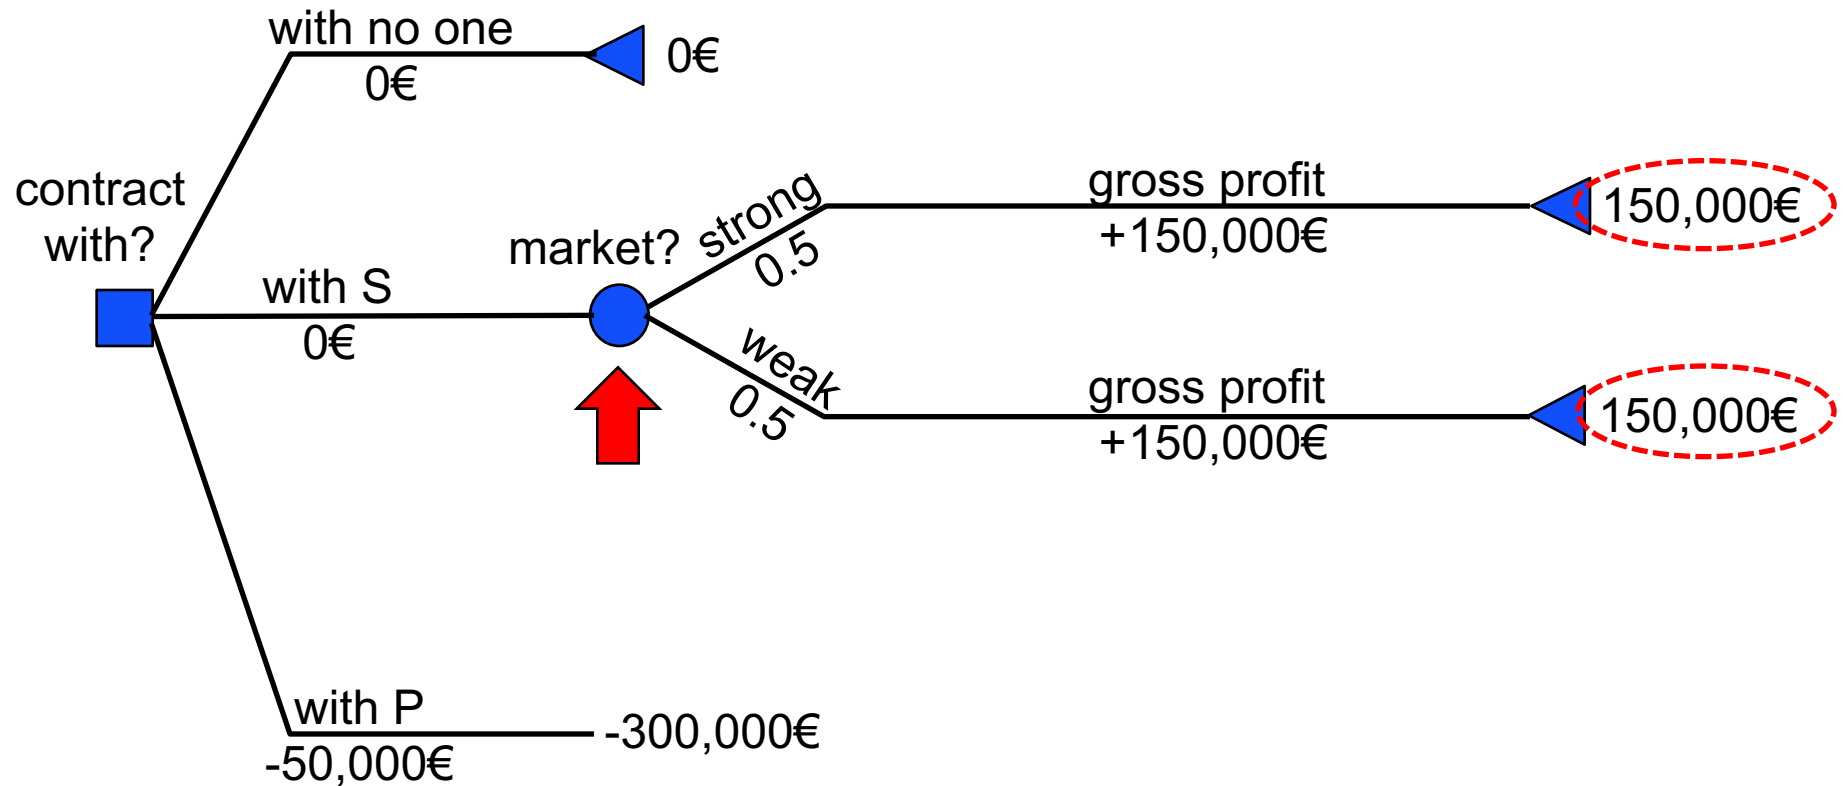 with no one
0€
0€
contract
with?
with S
0€
market?
strong
0.5
gross profit
+150,000€
150,000€
weak
0.5
gross profit
+150,000€
150,000€
with P
-50,000€
-300,000€